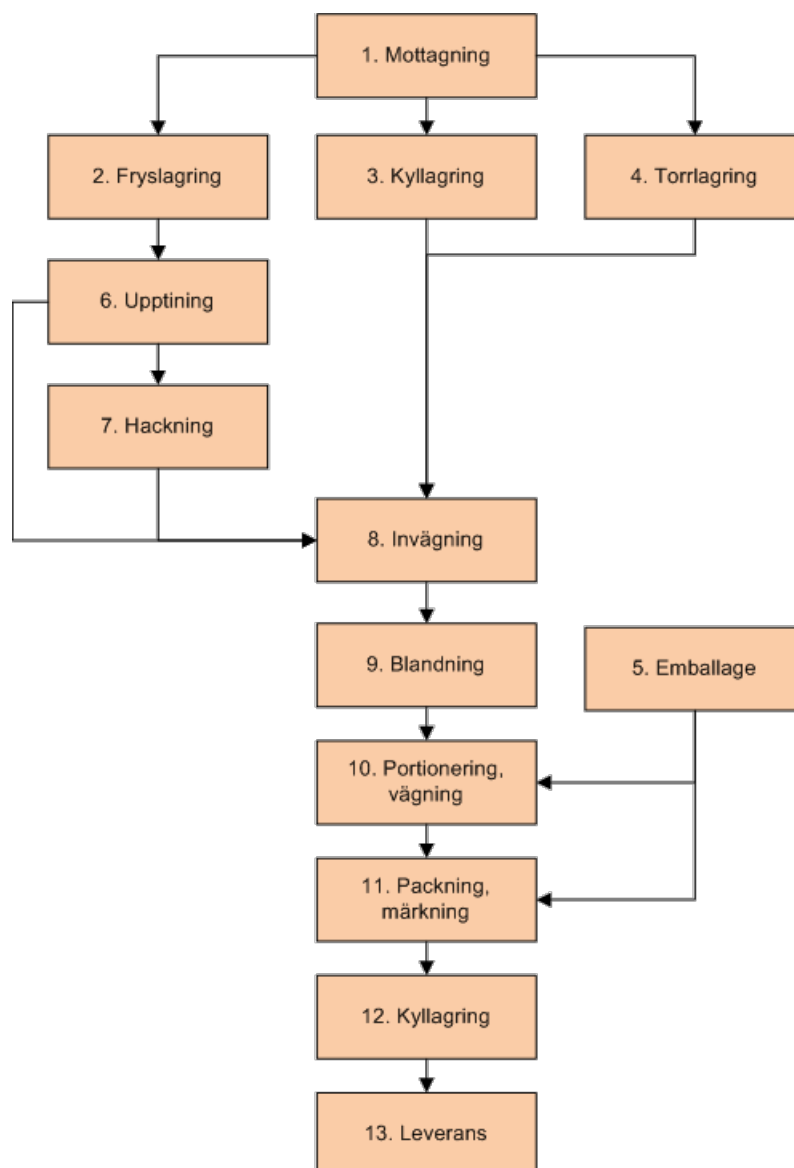 1. Mottagning
2. Fryslagring
3. Kyllagring
4. Torrlagring
6. Upptining
7. Hackning
8. Invägning
9. Blandning
5. Emballage
10. Portionering,
vägning
11. Packning,
märkning
12. Kyllagring
13. Leverans